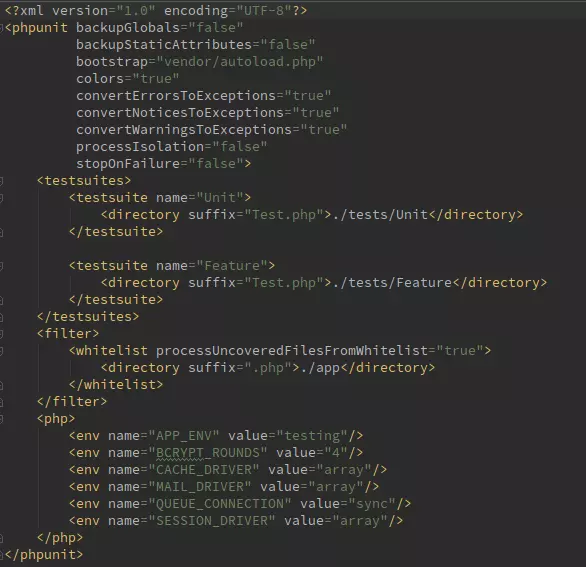 <?xml version="1.0" encoding="UTF-8"?>
<phpunit backupGlobals="false"
         backupStaticAttributes="false"
         bootstrap="vendor/autoload.php"
         colors="true"
         convertErrorsToExceptions="true"
         convertNoticesToExceptions="true"
         convertWarningsToExceptions="true"
         processIsolation="false"
         stopOnFailure="false">
    <testsuites>
        <testsuite name="Unit">
            <directory suffix="Test.php">./tests/Unit</directory>
        </testsuite>

        <testsuite name="Feature">
            <directory suffix="Test.php">./tests/Feature</directory>
        </testsuite>
    </testsuites>
    <filter>
        <whitelist processUncoveredFilesFromWhitelist="true">
            <directory suffix=".php">./app</directory>
        </whitelist>
    </filter>
    <php>
        <env name="APP_ENV" value="testing"/>
        <env name="BCRYPT_ROUNDS" value="4"/>
        <env name="CACHE_DRIVER" value="array"/>
        <env name="MAIL_DRIVER" value="array"/>
        <env name="QUEUE_CONNECTION" value="sync"/>
        <env name="SESSION_DRIVER" value="array"/>
    </php>
</phpunit>